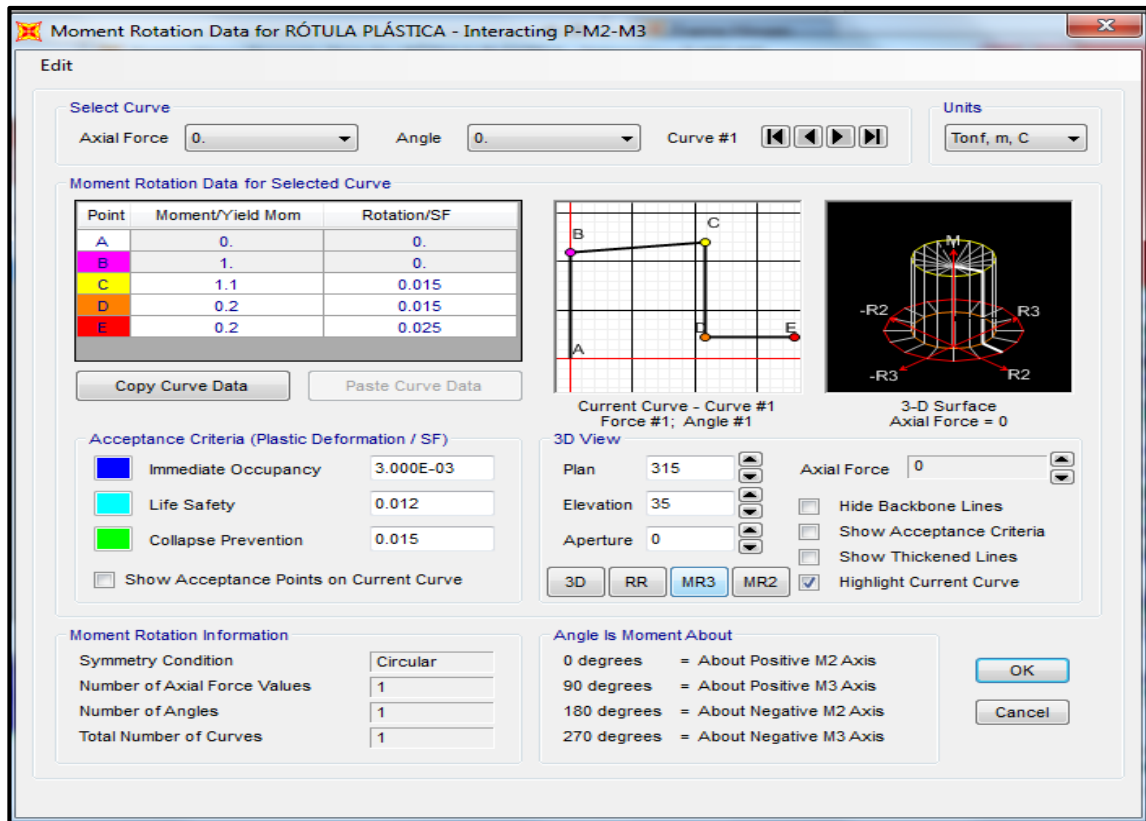 Moment Rotation Data for RÓTULA PLÁSTICA - Interacting P-M2-M3
Edit
Select Curve
Axial Force 0. Angle 0. Curve #1
Units
Tonf, m, C
Moment Rotation Data for Selected Curve
Point Moment/Yield Mom Rotation/SF
A 0. 0.
B 1. 0.
C 1.1 0.015
D 0.2 0.015
E 0.2 0.025
Copy Curve Data Paste Curve Data
B C
D E
A
Current Curve - Curve #1
Force #1; Angle #1
M
-R2 R3
-R3 R2
3-D Surface
Axial Force = 0
Acceptance Criteria (Plastic Deformation / SF)
Immediate Occupancy 3.000E-03
Life Safety 0.012
Collapse Prevention 0.015
Show Acceptance Points on Current Curve
3D View
Plan 315
Elevation 35
Aperture 0
3D RR MR3 MR2
Axial Force 0
Hide Backbone Lines
Show Acceptance Criteria
Show Thickened Lines
Highlight Current Curve
Moment Rotation Information
Symmetry Condition Circular
Number of Axial Force Values 1
Number of Angles 1
Total Number of Curves 1
Angle Is Moment About
0 degrees = About Positive M2 Axis
90 degrees = About Positive M3 Axis
180 degrees = About Negative M2 Axis
270 degrees = About Negative M3 Axis
OK
Cancel